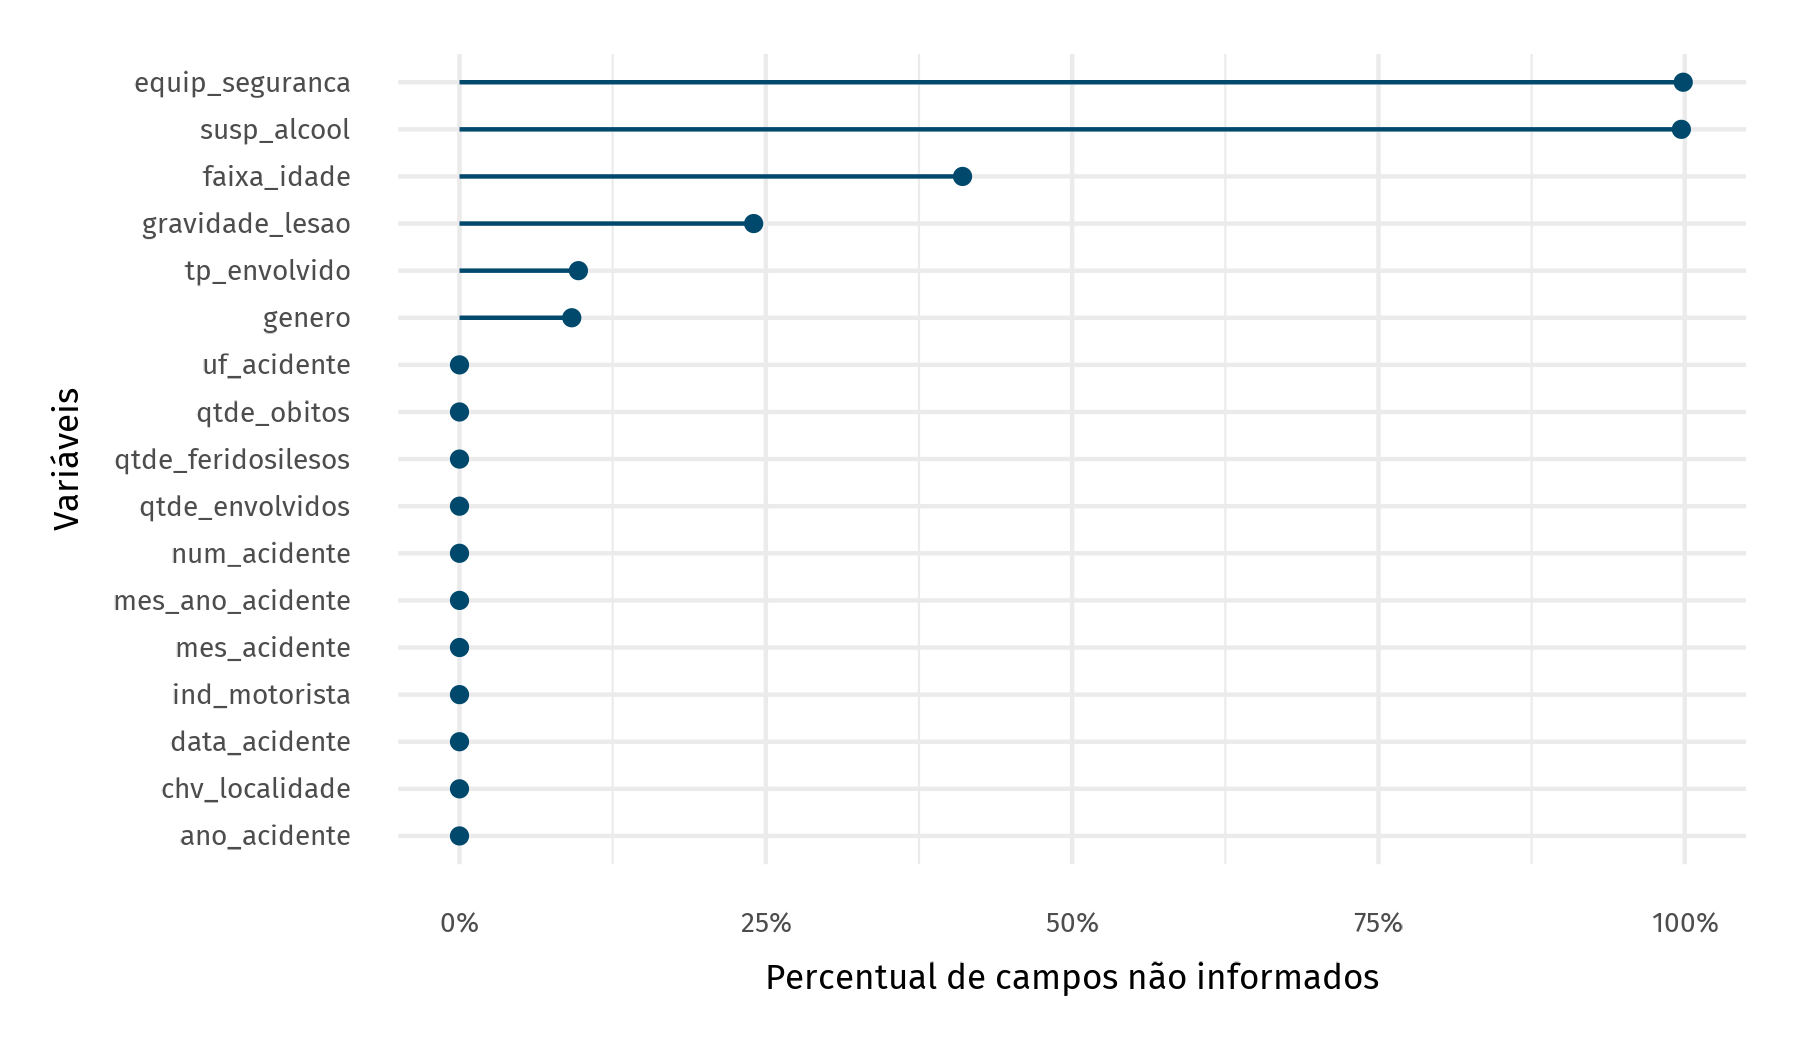 equip_seguranca
susp_alcool
faixa_idade
gravidade_lesao
tp_envolvido
genero
uf_acidente
qtde_obitos
qtde_feridosilesos
qtde_envolvidos
num_acidente
mes_ano_acidente
mes_acidente
ind_motorista
data_acidente
chv_localidade
ano_acidente
Variáveis
0% 25% 50% 75% 100%
Percentual de campos não informados